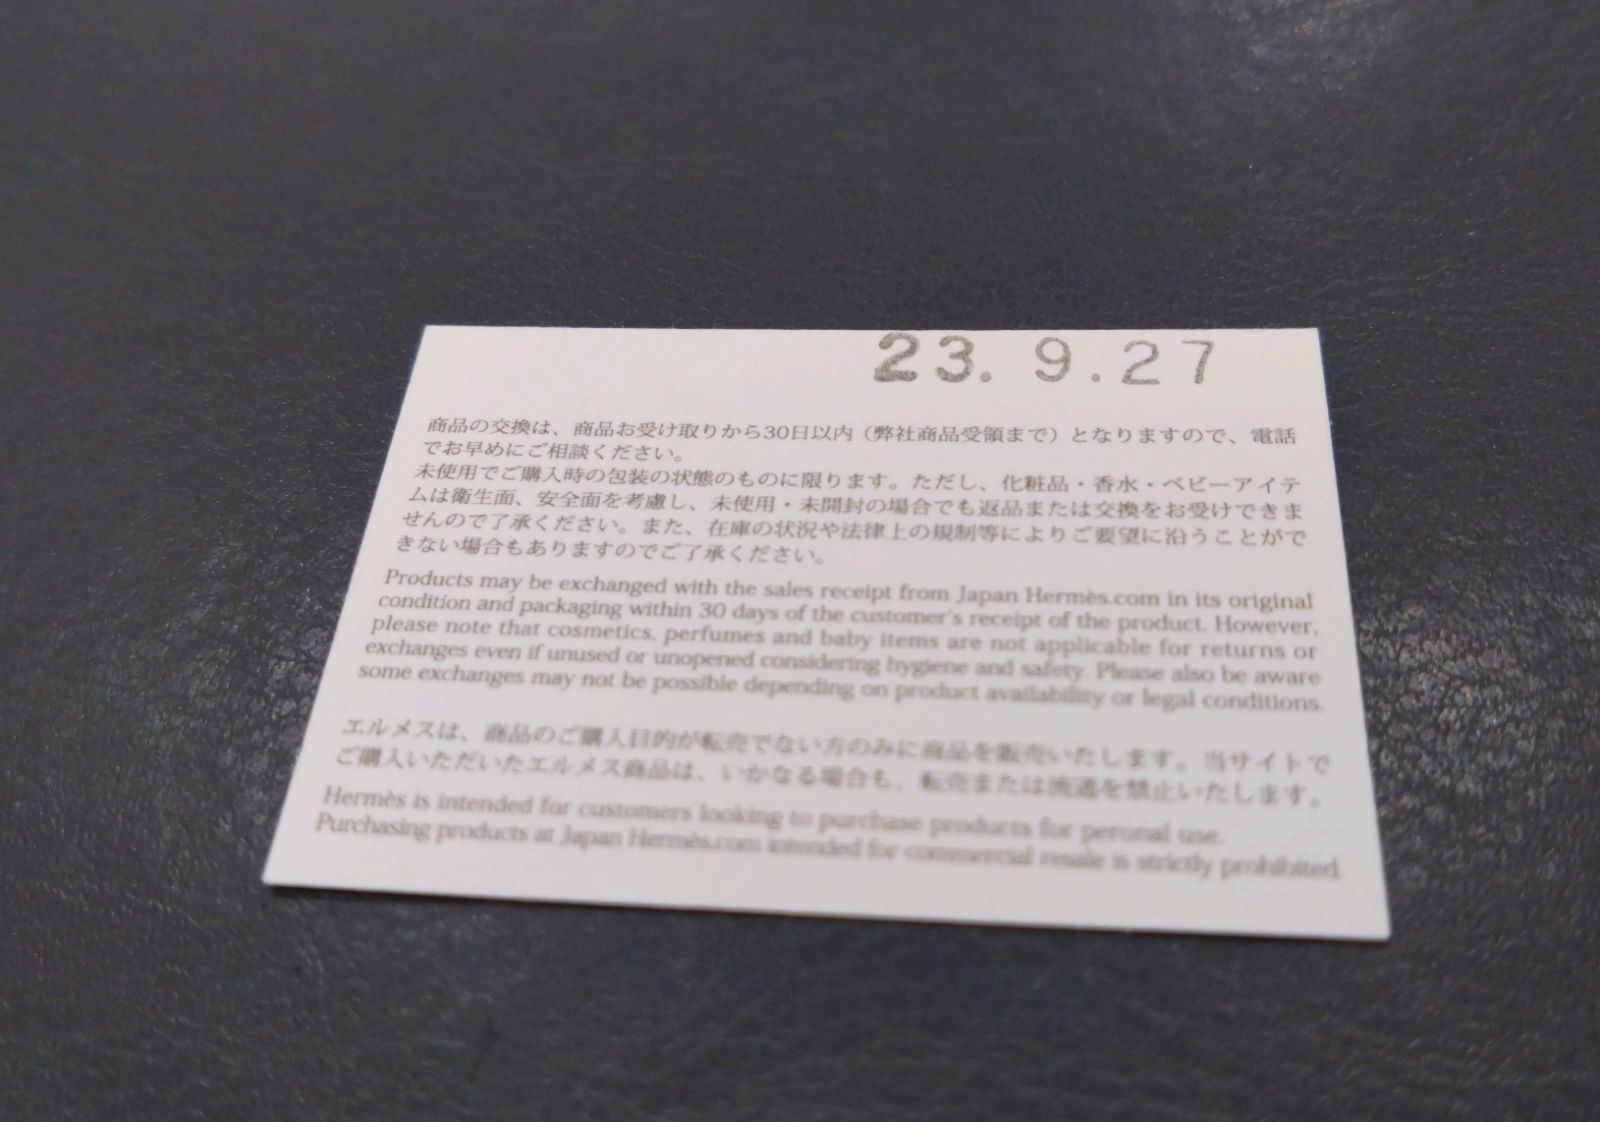 23. 9.27
商品の交換は、商品お受け取りから30日以内（弊社商品受領まで）となりますので、電話
でお早めにご相談ください。
未使用でご購入時の包装の状態のものに限ります。ただし、化粧品・香水・ベビーアイテ
ムは衛生面、安全面を考慮し、未使用・未開封の場合でも返品または交換をお受けできま
せんので了承ください。また、在庫の状況や法律上の規制等によりご要望に沿うことがで
きない場合もありますのでご了承ください。
Products may be exchanged with the sales receipt from Japan Hermès.com in its original
condition and packaging within 30 days of the customer's receipt of the product. However,
please note that cosmetics, perfumes and baby items are not applicable for returns or
exchanges even if unused or unopened considering hygiene and safety. Please also be aware
some exchanges may not be possible depending on product availability or legal conditions.
エルメスは、商品のご購入目的が転売でない方のみに商品を販売いたします。当サイトで
ご購入いただいたエルメス商品は、いかなる場合も、転売または流通を禁止いたします。
Hermès is intended for customers looking to purchase products for peronal use.
Purchasing products at Japan Hermès.com intended for commercial resale is strictly prohibited.